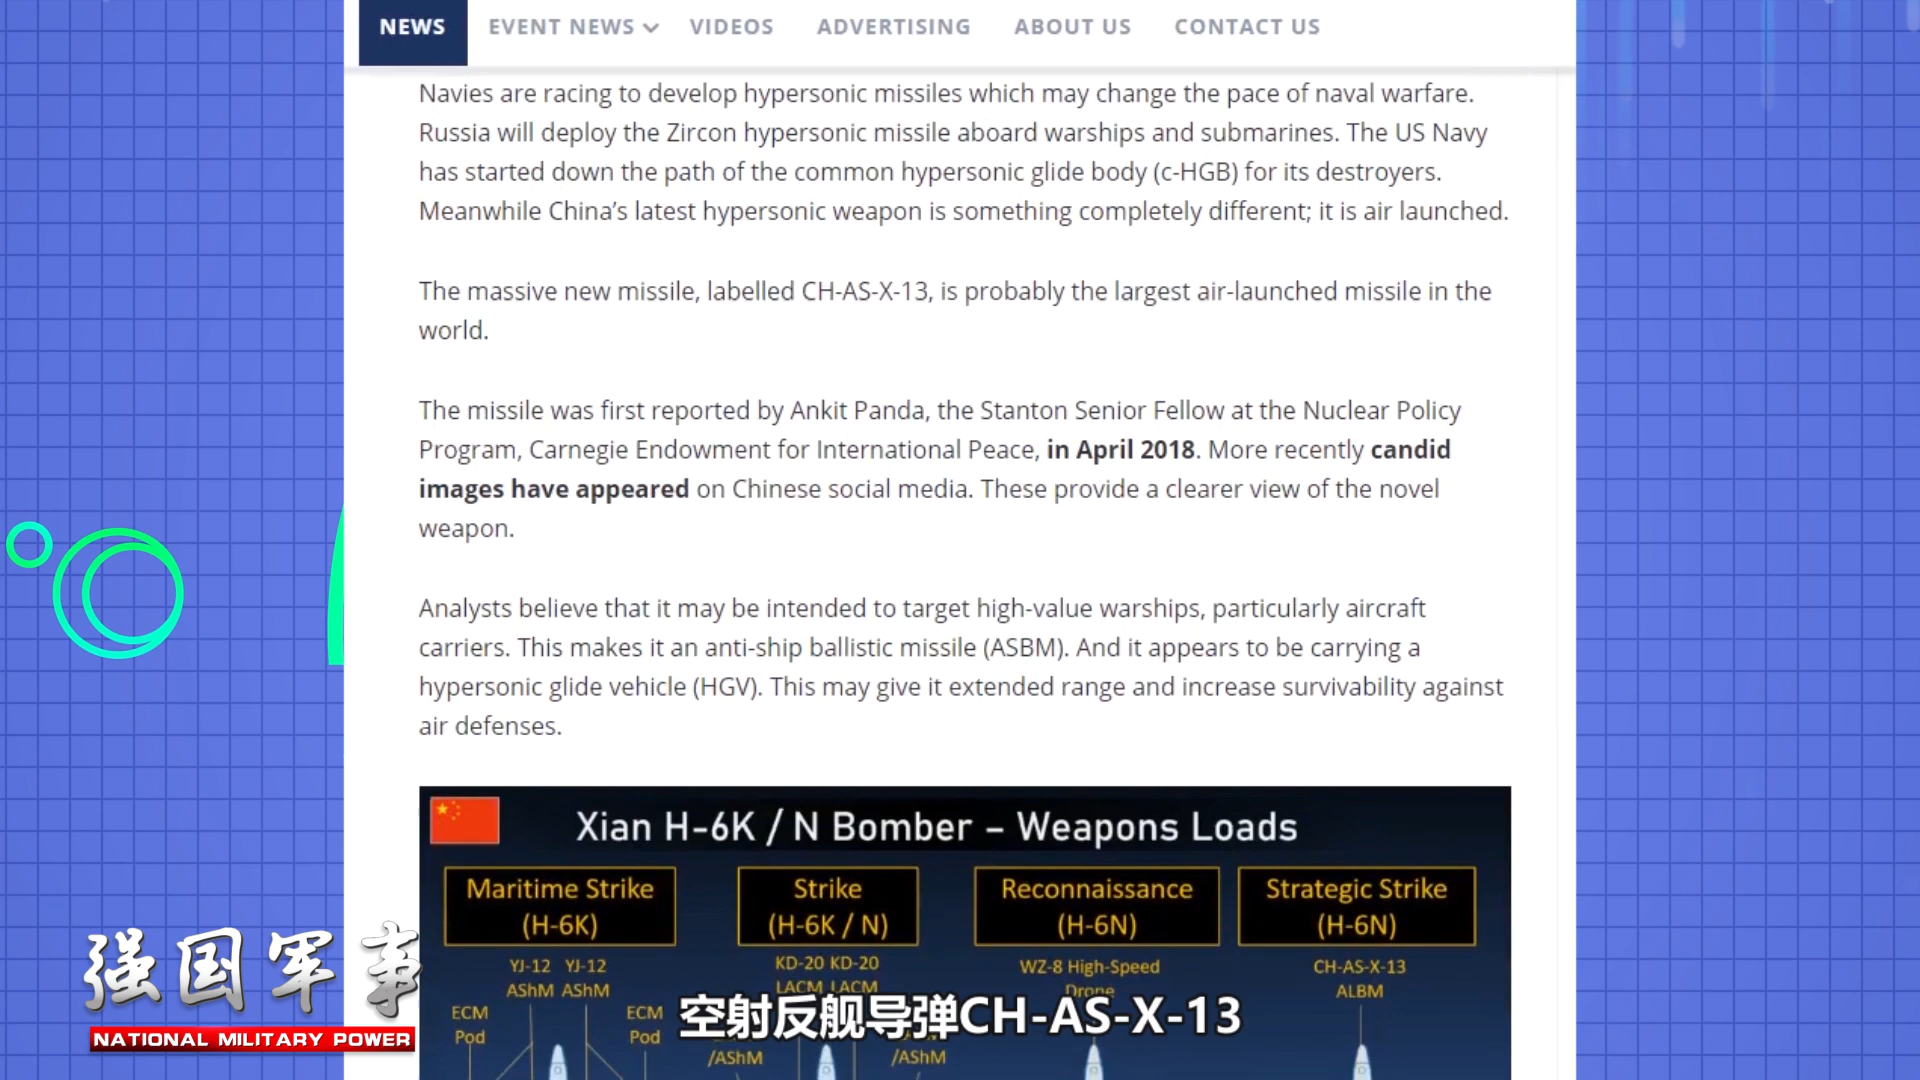 NEWS EVENT NEWS VIDEOS ADVERTISING ABOUT US CONTACT US
Navies are racing to develop hypersonic missiles which may change the pace of naval warfare.
Russia will deploy the Zircon hypersonic missile aboard warships and submarines. The US Navy
has started down the path of the common hypersonic glide body (c-HGB) for its destroyers.
Meanwhile China’s latest hypersonic weapon is something completely different; it is air launched.
The massive new missile, labelled CH-AS-X-13, is probably the largest air-launched missile in the
world.
The missile was first reported by Ankit Panda, the Stanton Senior Fellow at the Nuclear Policy
Program, Carnegie Endowment for International Peace, in April 2018. More recently candid
images have appeared on Chinese social media. These provide a clearer view of the novel
weapon.
Analysts believe that it may be intended to target high-value warships, particularly aircraft
carriers. This makes it an anti-ship ballistic missile (ASBM). And it appears to be carrying a
hypersonic glide vehicle (HGV). This may give it extended range and increase survivability against
air defenses.
Xian H-6K / N Bomber – Weapons Loads
Maritime Strike
(H-6K)
Strike
(H-6K / N)
Reconnaissance
(H-6N)
Strategic Strike
(H-6N)
YJ-12 YJ-12
AShM AShM
KD-20 KD-20
LACM LACM
WZ-8 High-Speed
Drone
CH-AS-X-13
ALBM
ECM
Pod
ECM
Pod
/AShM
/AShM
空射反舰导弹CH-AS-X-13
强国军事
NATIONAL MILITARY POWER